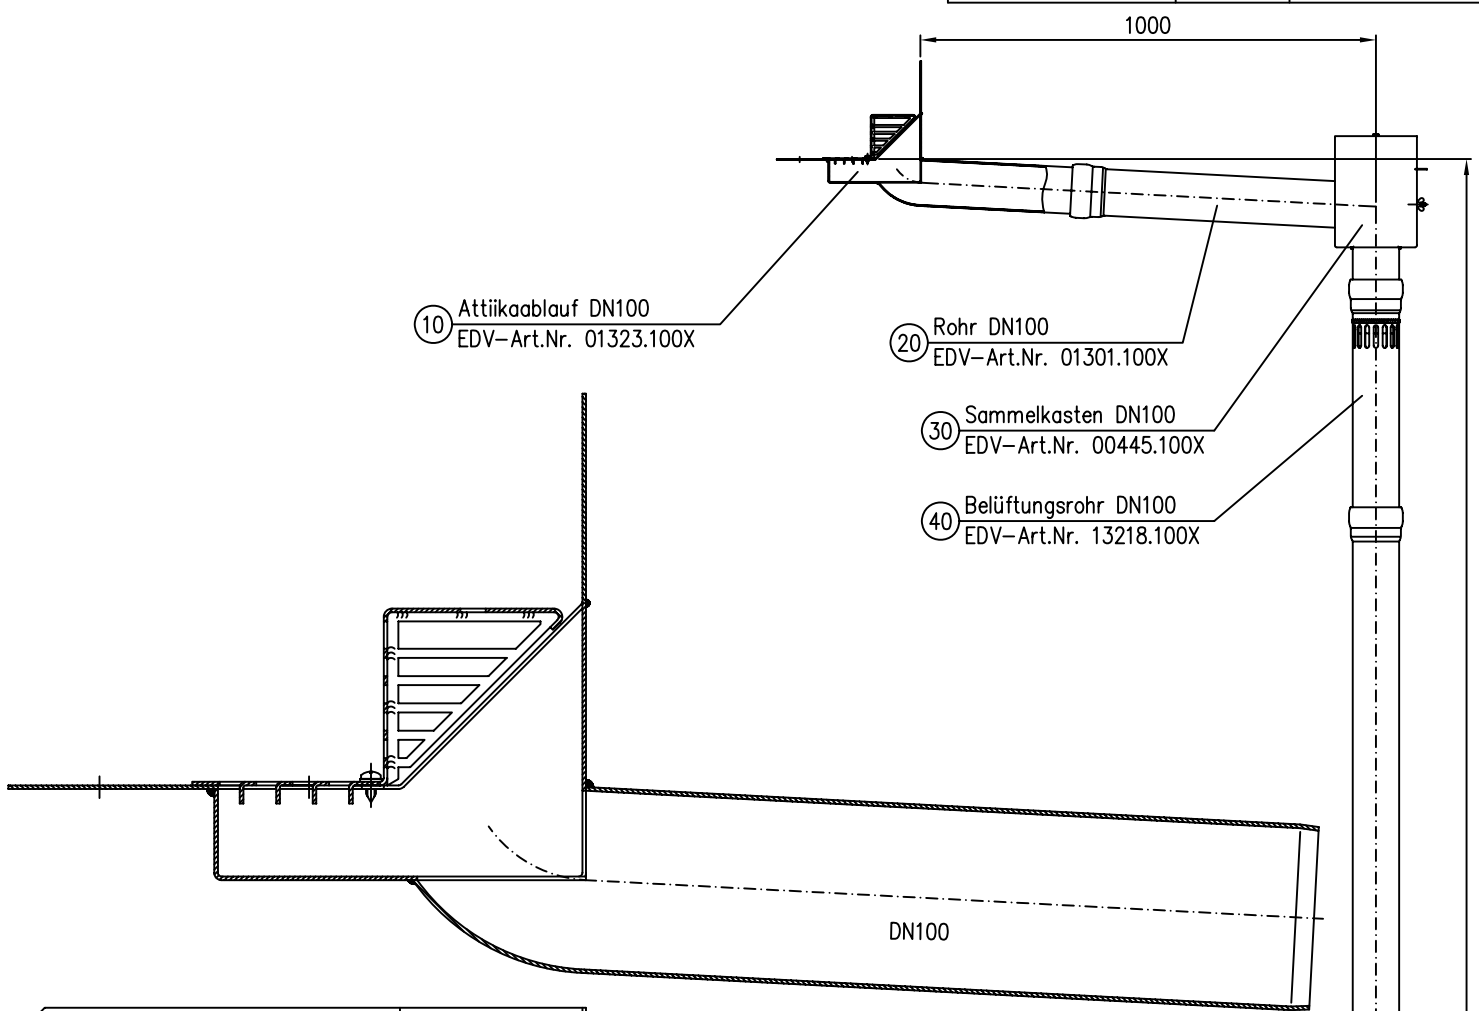 1000
10 Attiikaablauf DN100
EDV-Art.Nr. 01323.100X
20 Rohr DN100
EDV-Art.Nr. 01301.100X
30 Sammelkasten DN100
EDV-Art.Nr. 00445.100X
40 Belüftungsrohr DN100
EDV-Art.Nr. 13218.100X
DN100